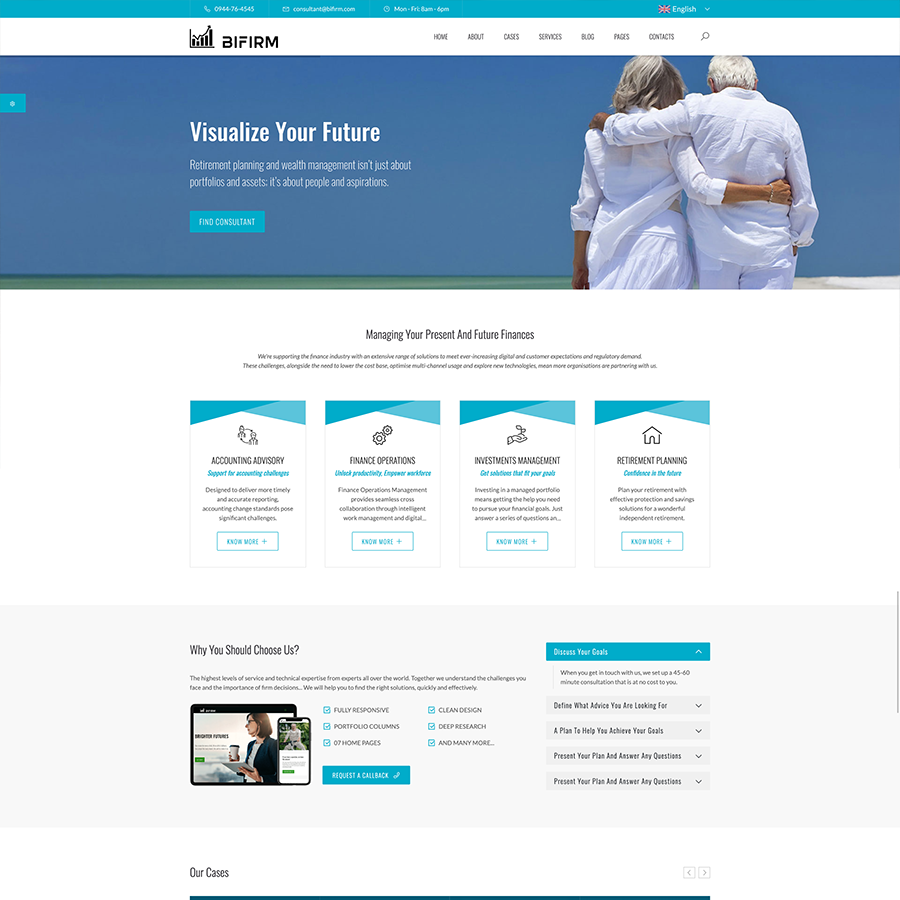 0944-76-4545
consultant@bifirm.com
Mon - Fri: 8am - 6pm
English
BIFIRM
HOME
ABOUT
CASES
SERVICES
BLOG
PAGES
CONTACTS
Visualize Your Future
Retirement planning and wealth management isn't just about
portfolios and assets: it's about people and aspirations.
FIND CONSULTANT
Managing Your Present And Future Finances
We're supporting the finance industry with an extensive range of solutions to meet ever-increasing digital and customer expectations and regulatory demand.
These challenges, alongside the need to lower the cost base, optimise multi-channel usage and explore new technologies, mean more organisations are partnering with us.
ACCOUNTING ADVISORY
Support for accounting challenges
Designed to deliver more timely
and accurate reporting,
accounting change standards pose
significant challenges.
KNOW MORE +
FINANCE OPERATIONS
Unlock productivity, Empower workforce
Finance Operations Management
provides seamless cross
collaboration through intelligent
work management and digital...
KNOW MORE +
INVESTMENTS MANAGEMENT
Get solutions that fit your goals
Investing in a managed portfolio
means getting the help you need
to pursue your financial goals. Just
answer a series of questions an...
KNOW MORE +
RETIREMENT PLANNING
Confidence in the future
Plan your retirement with
effective protection and savings
solutions for a wonderful
independent retirement.
KNOW MORE +
Why You Should Choose Us?
The highest levels of service and technical expertise from experts all over the world. Together we understand the challenges you
face and the importance of firm decisions... We will help you to find the right solutions, quickly and effectively.
BRIGHTER FUTURES
FULLY RESPONSIVE
PORTFOLIO COLUMNS
07 HOME PAGES
CLEAN DESIGN
DEEP RESEARCH
AND MANY MORE...
REQUEST A CALLBACK
Discuss Your Goals
When you get in touch with us, we set up a 45-60
minute consultation that is at no cost to you.
Define What Advice You Are Looking For
A Plan To Help You Achieve Your Goals
Present Your Plan And Answer Any Questions
Present Your Plan And Answer Any Questions
Our Cases